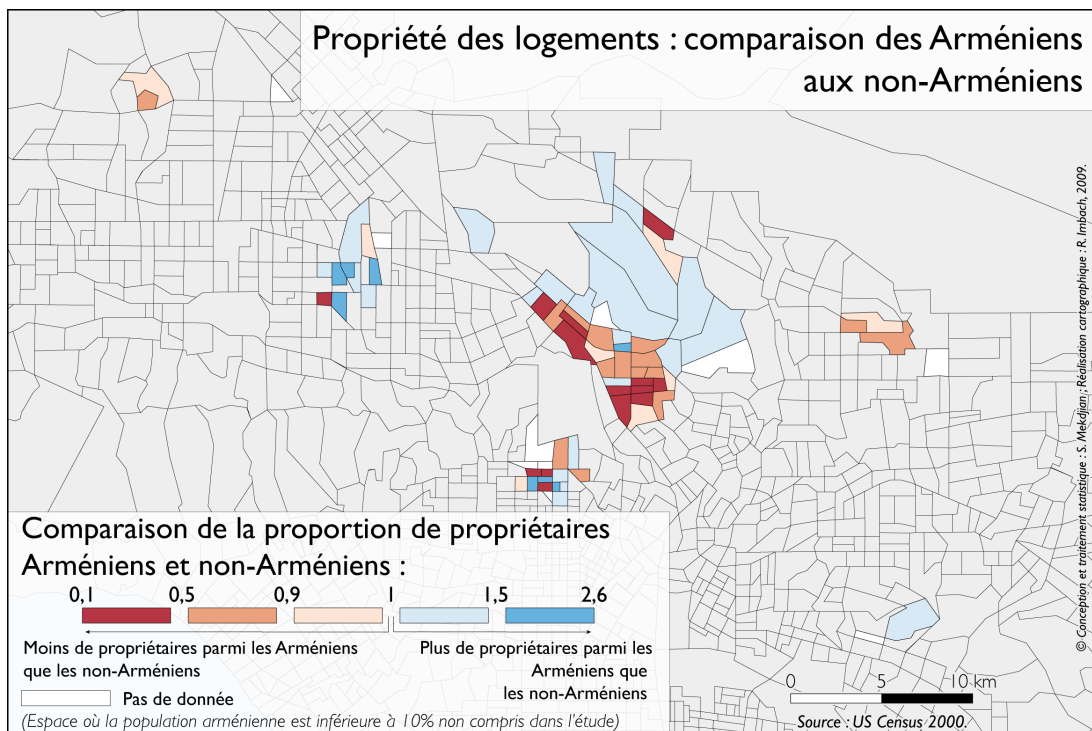 Propriété des logements : comparaison des Arméniens
aux non-Arméniens
© Conception et traitement statistique : S. Mekdjian ; Réalisation cartographique : R. Imbach, 2009.
Comparaison de la proportion de propriétaires
Arméniens et non-Arméniens :
0,1 0,5 0,9 1 1,5 2,6
Moins de propriétaires parmi les Arméniens
que les non-Arméniens
Plus de propriétaires parmi les
Arméniens que
les non-Arméniens
Pas de donnée
(Espace où la population arménienne est inférieure à 10% non compris dans l'étude)
0 5 10 km
Source : US Census 2000.